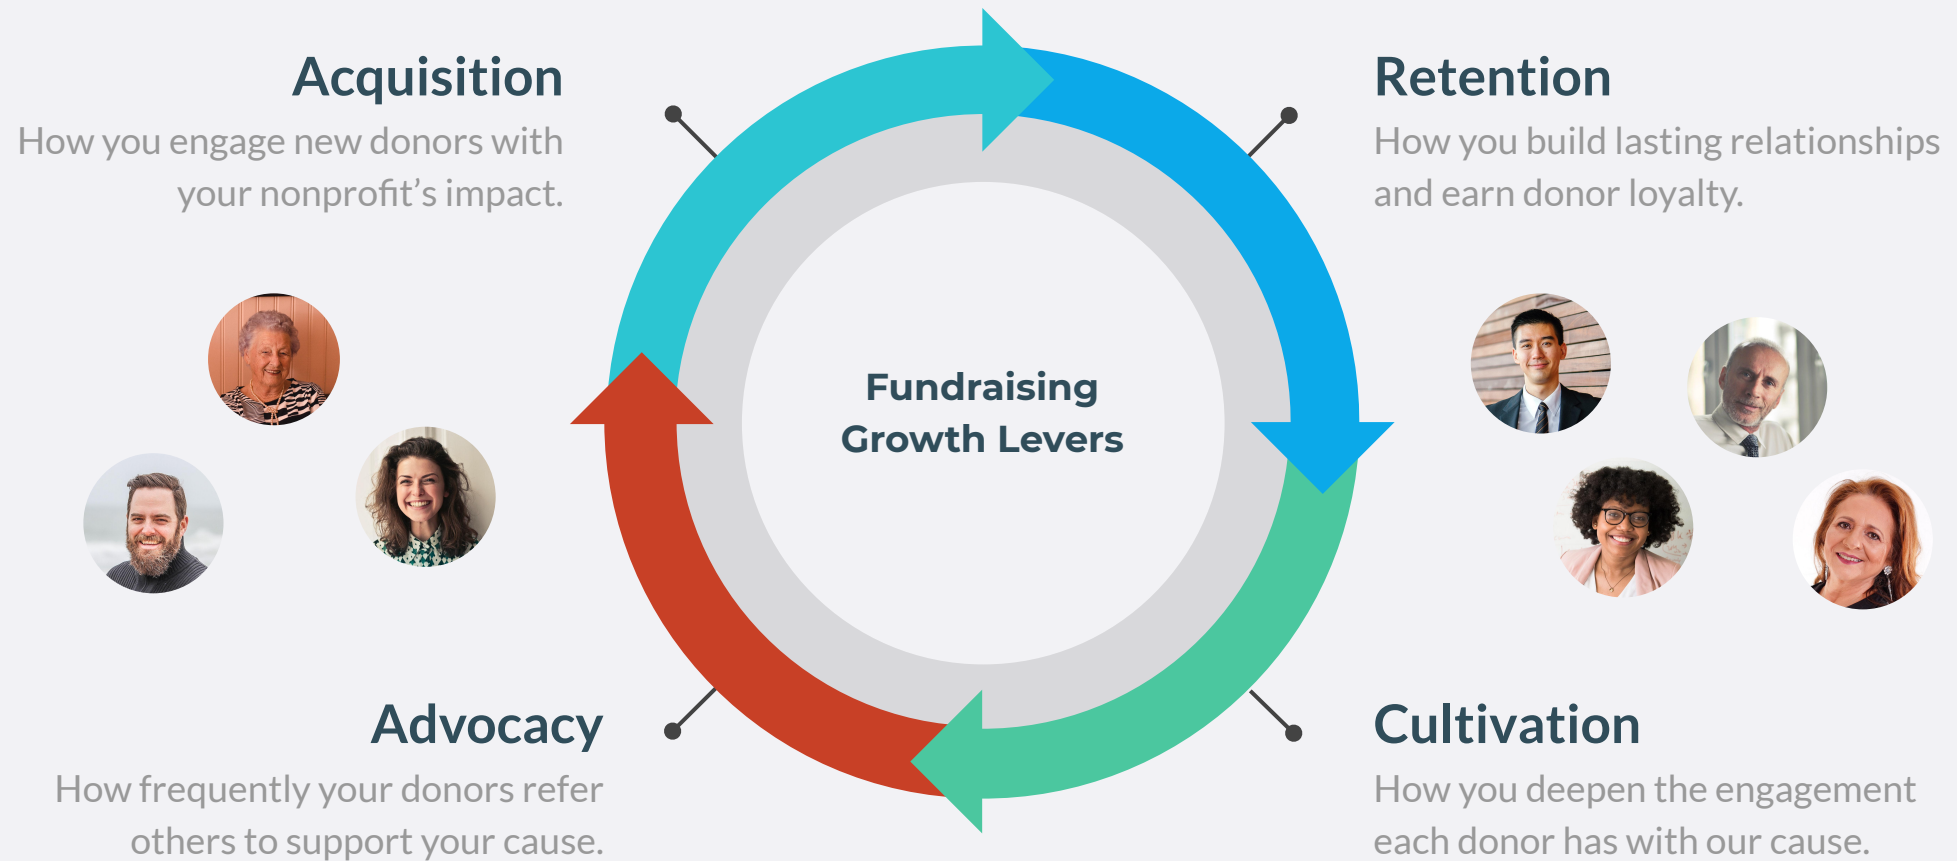 Acquisition
How you engage new donors with
your nonprofit’s impact.
Retention
How you build lasting relationships
and earn donor loyalty.
Fundraising
Growth Levers
Advocacy
How frequently your donors refer
others to support your cause.
Cultivation
How you deepen the engagement
each donor has with our cause.